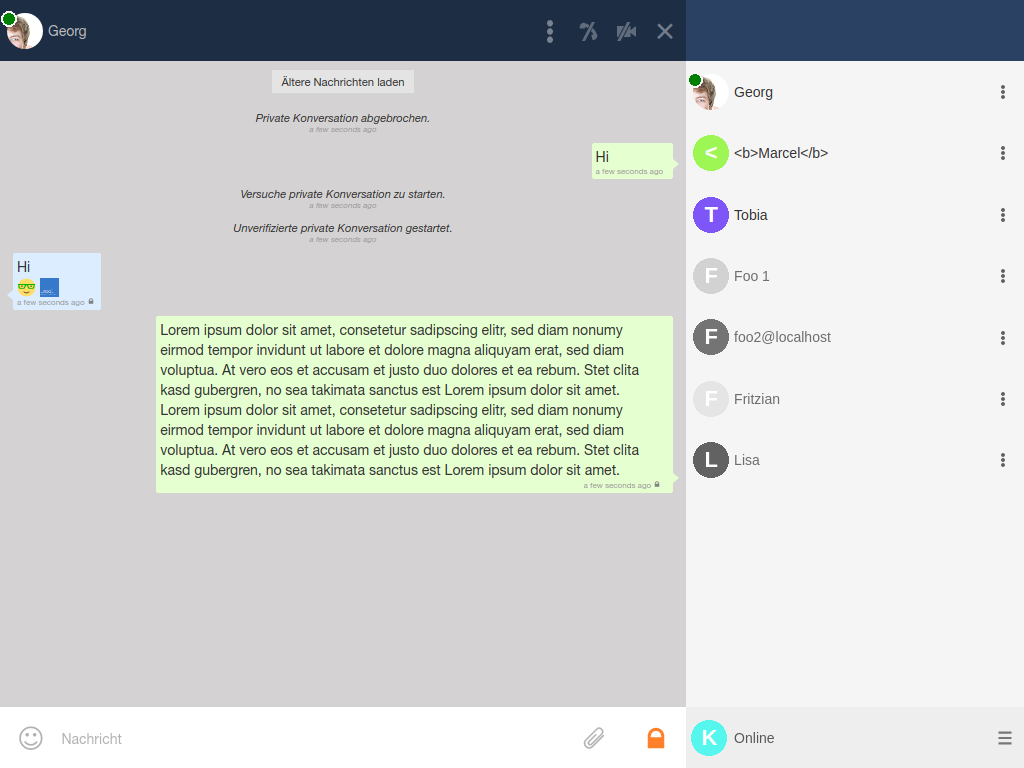 Georg
Ältere Nachrichten laden
Private Konversation abgebrochen.
a few seconds ago
Hi
a few seconds ago
Versuche private Konversation zu starten.
a few seconds ago
Unverifizierte private Konversation gestartet.
a few seconds ago
Hi
a few seconds ago
Lorem ipsum dolor sit amet, consetetur sadipscing elitr, sed diam nonumy
eirmod tempor invidunt ut labore et dolore magna aliquyam erat, sed diam
voluptua. At vero eos et accusam et justo duo dolores et ea rebum. Stet clita
kasd gubergren, no sea takimata sanctus est Lorem ipsum dolor sit amet.
Lorem ipsum dolor sit amet, consetetur sadipscing elitr, sed diam nonumy
eirmod tempor invidunt ut labore et dolore magna aliquyam erat, sed diam
voluptua. At vero eos et accusam et justo duo dolores et ea rebum. Stet clita
kasd gubergren, no sea takimata sanctus est Lorem ipsum dolor sit amet.
a few seconds ago
Nachricht
Georg
< <b>Marcel</b>
T Tobia
F Foo 1
F foo2@localhost
F Fritzian
L Lisa
K Online